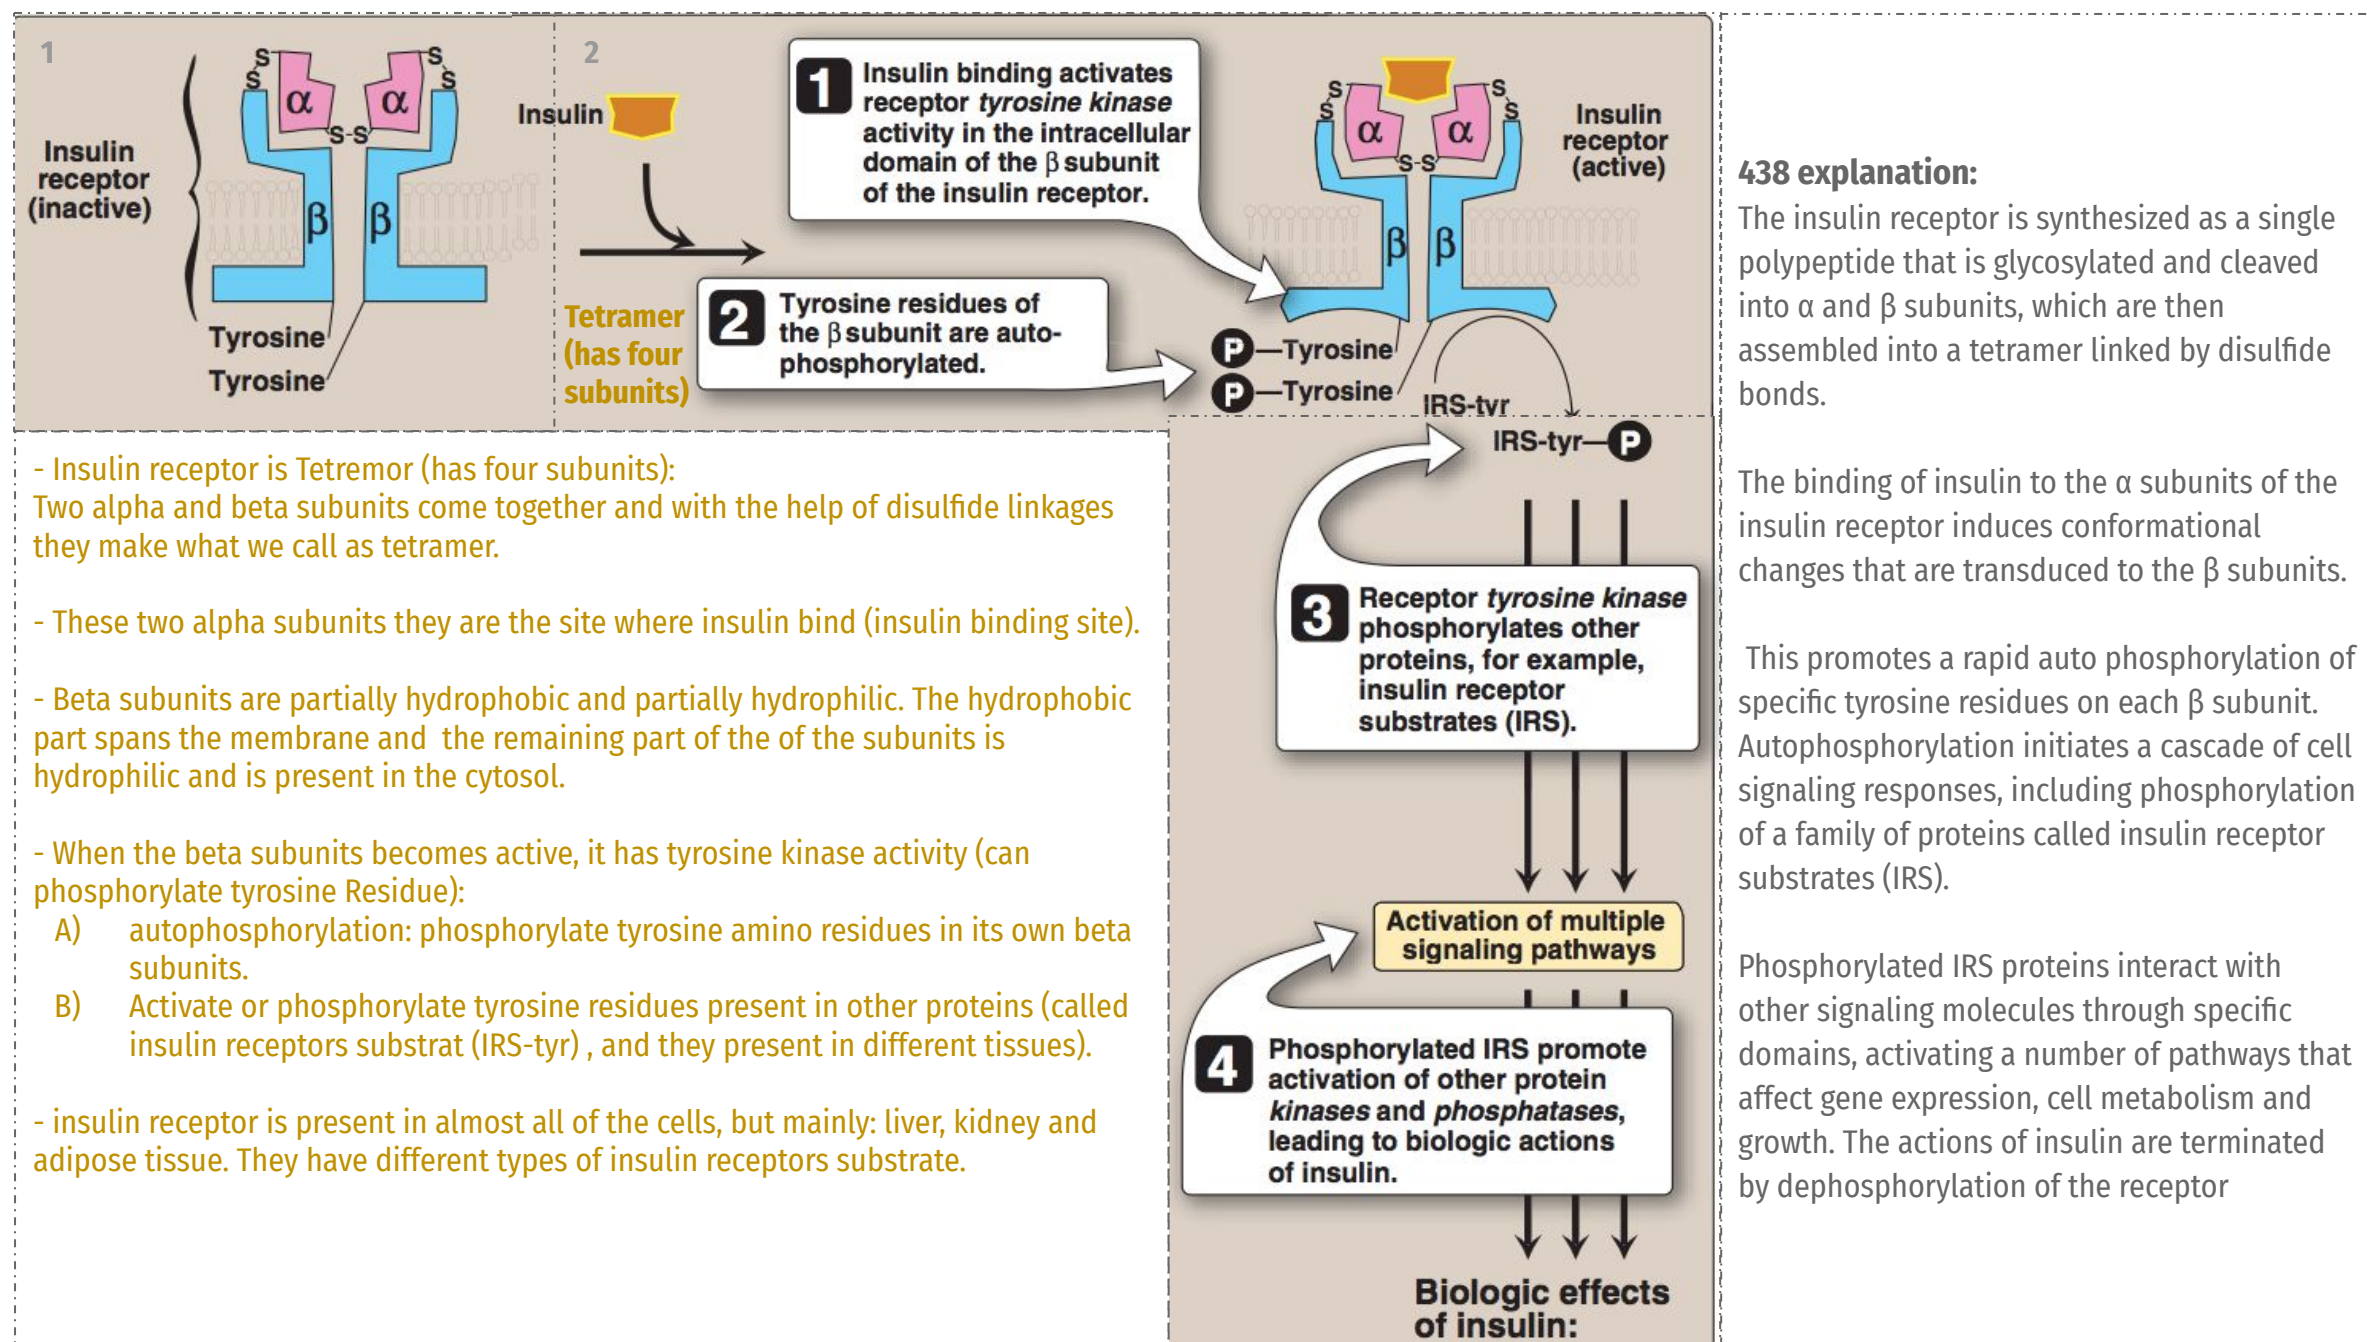 1
S
S
α
α
S
S
S-S
Insulin
receptor
(inactive)
β
β
Tyrosine
Tyrosine
2
Insulin
Tetramer
(has four
subunits)
1
Insulin binding activates
receptor tyrosine kinase
activity in the intracellular
domain of the β subunit
of the insulin receptor.
2
Tyrosine residues of
the β subunit are auto-
phosphorylated.
S
S
α
α
S
S
S-S
Insulin
receptor
(active)
β
β
P—Tyrosine
P—Tyrosine
IRS-tyr
IRS-tyr—P
3
Receptor tyrosine kinase
phosphorylates other
proteins, for example,
insulin receptor
substrates (IRS).
Activation of multiple
signaling pathways
4
Phosphorylated IRS promote
activation of other protein
kinases and phosphatases,
leading to biologic actions
of insulin.
Biologic effects
of insulin:
- Insulin receptor is Tetremor (has four subunits):
Two alpha and beta subunits come together and with the help of disulfide linkages
they make what we call as tetramer.
- These two alpha subunits they are the site where insulin bind (insulin binding site).
- Beta subunits are partially hydrophobic and partially hydrophilic. The hydrophobic
part spans the membrane and the remaining part of the of the subunits is
hydrophilic and is present in the cytosol.
- When the beta subunits becomes active, it has tyrosine kinase activity (can
phosphorylate tyrosine Residue):
A) autophosphorylation: phosphorylate tyrosine amino residues in its own beta
subunits.
B) Activate or phosphorylate tyrosine residues present in other proteins (called
insulin receptors substrat (IRS-tyr) , and they present in different tissues).
- insulin receptor is present in almost all of the cells, but mainly: liver, kidney and
adipose tissue. They have different types of insulin receptors substrate.
438 explanation:
The insulin receptor is synthesized as a single
polypeptide that is glycosylated and cleaved
into α and β subunits, which are then
assembled into a tetramer linked by disulfide
bonds.
The binding of insulin to the α subunits of the
insulin receptor induces conformational
changes that are transduced to the β subunits.
This promotes a rapid auto phosphorylation of
specific tyrosine residues on each β subunit.
Autophosphorylation initiates a cascade of cell
signaling responses, including phosphorylation
of a family of proteins called insulin receptor
substrates (IRS).
Phosphorylated IRS proteins interact with
other signaling molecules through specific
domains, activating a number of pathways that
affect gene expression, cell metabolism and
growth. The actions of insulin are terminated
by dephosphorylation of the receptor